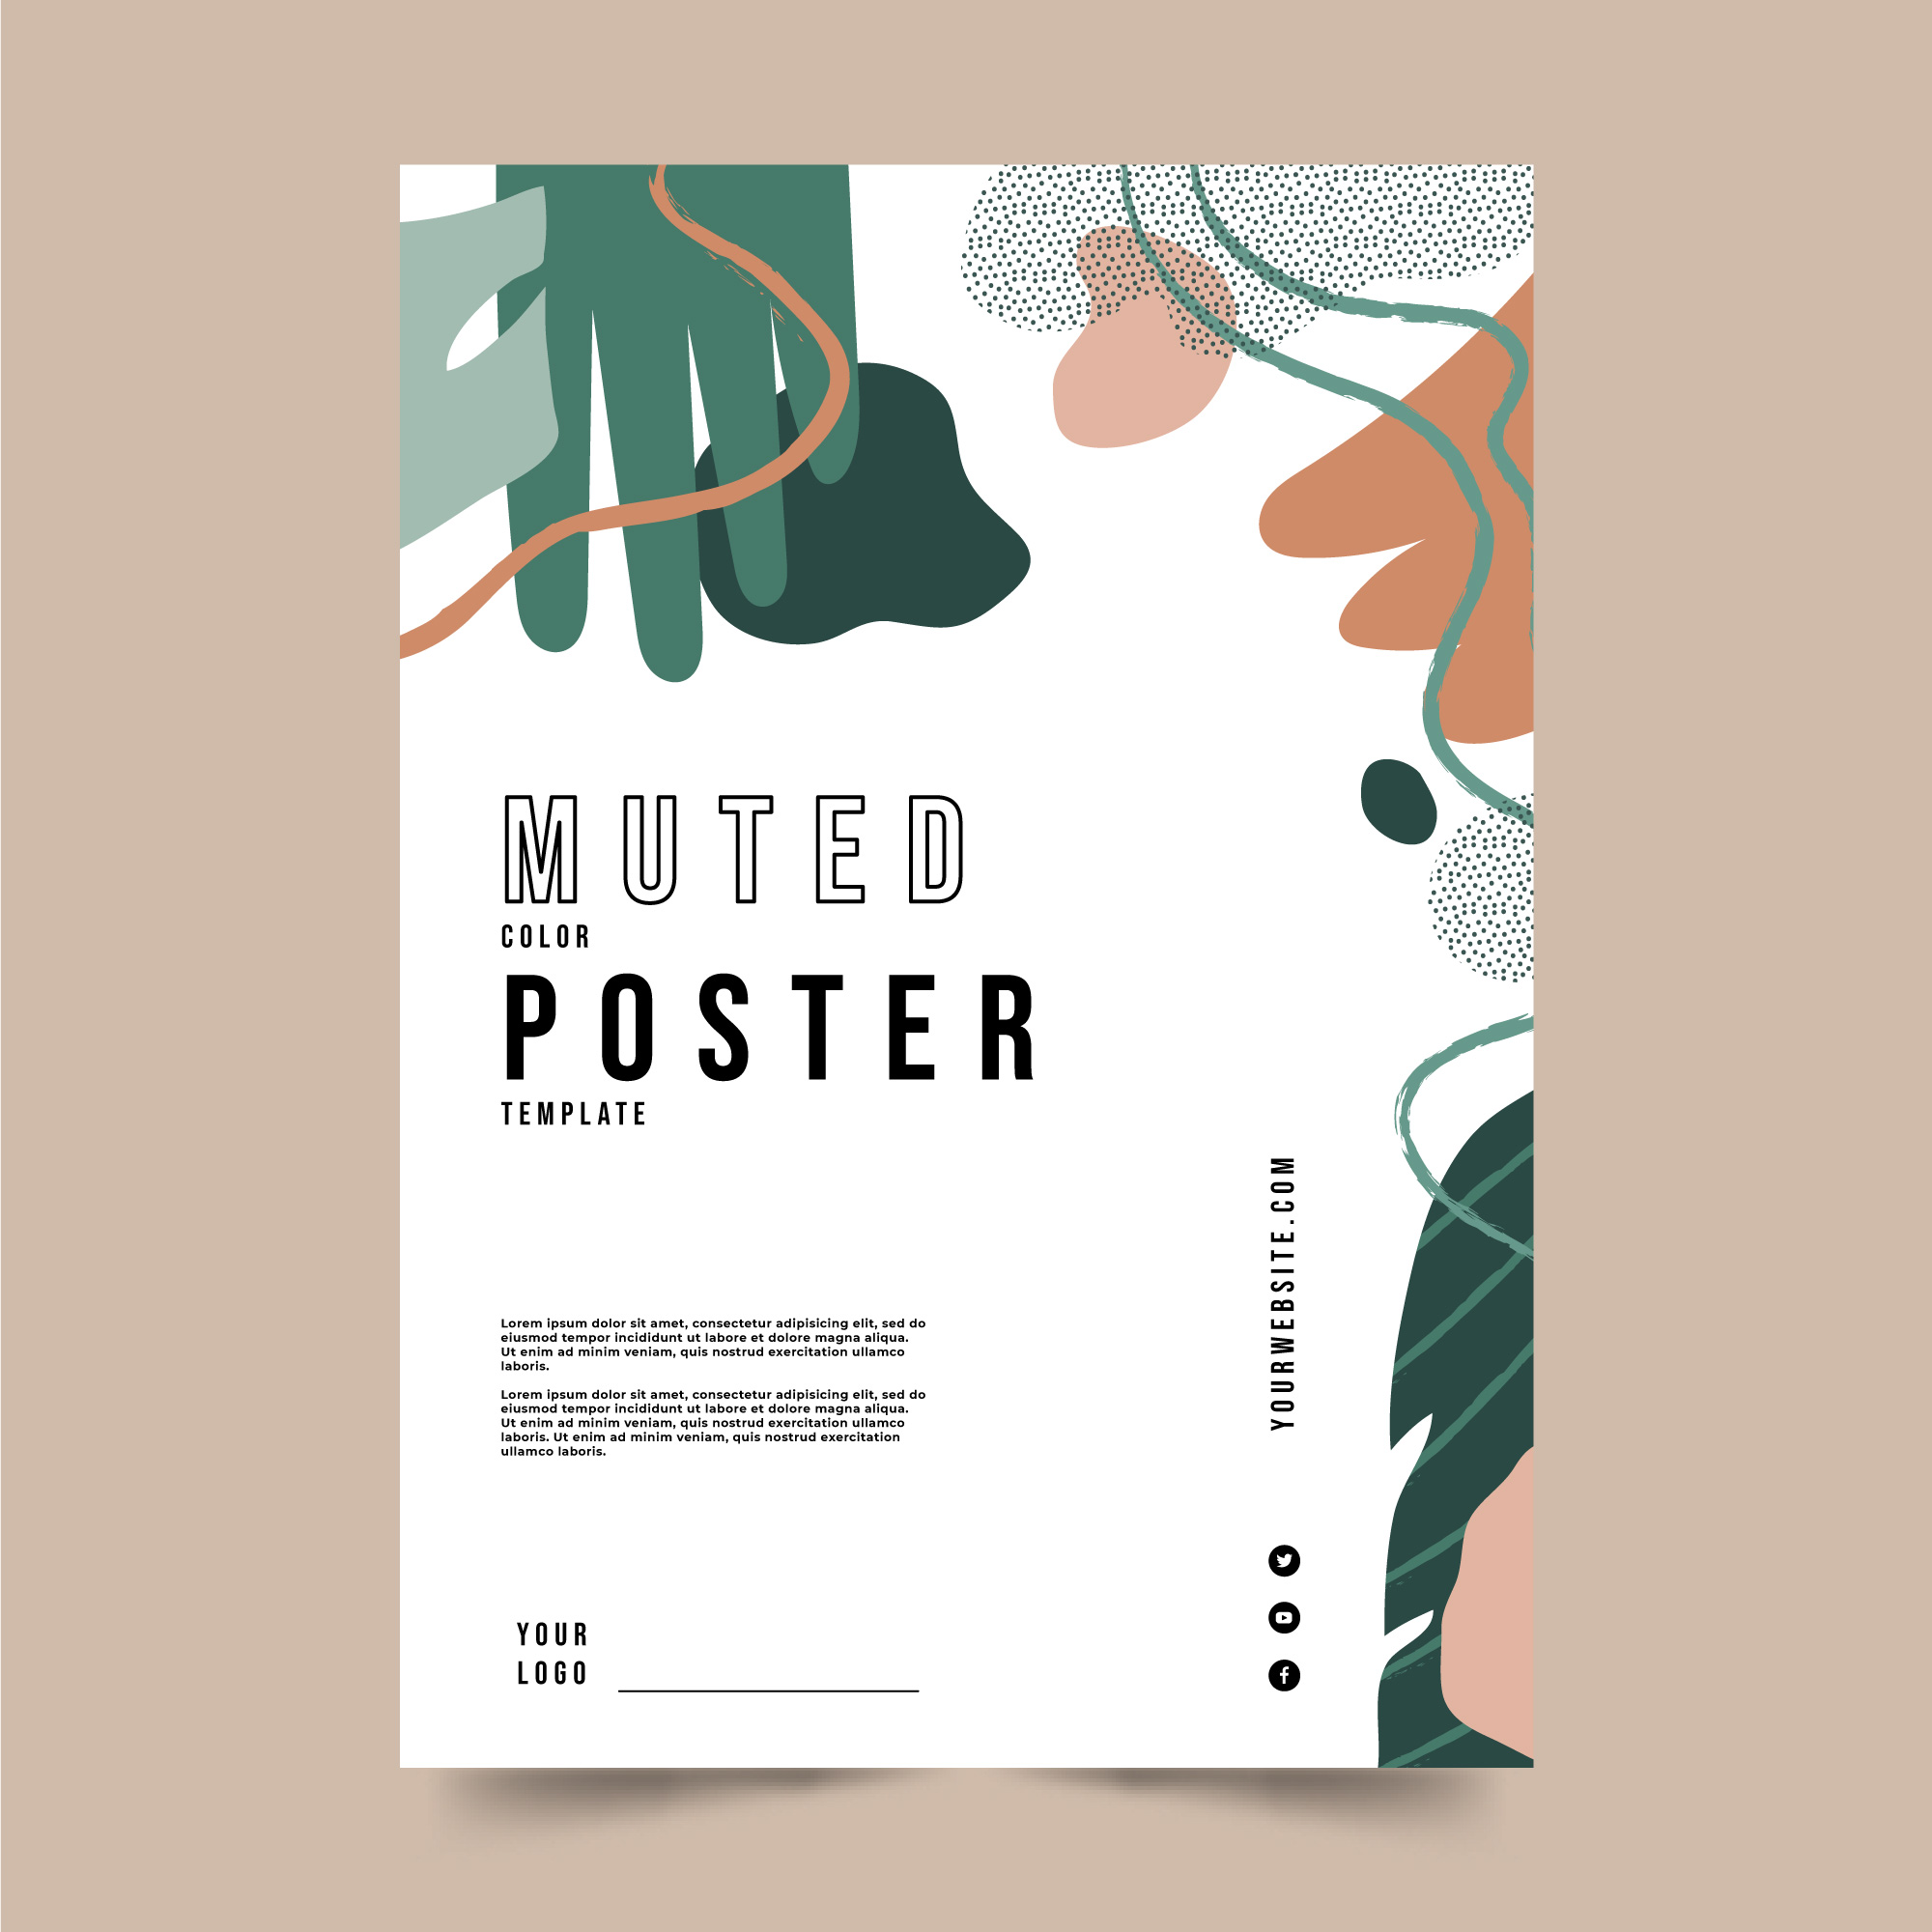 MUTED
COLOR
POSTER
TEMPLATE
Lorem ipsum dolor sit amet, consectetur adipisicing elit, sed do
eiusmod tempor incididunt ut labore et dolore magna aliqua.
Ut enim ad minim veniam, quis nostrud exercitation ullamco
laboris.
Lorem ipsum dolor sit amet, consectetur adipisicing elit, sed do
eiusmod tempor incididunt ut labore et dolore magna aliqua.
Ut enim ad minim veniam, quis nostrud exercitation ullamco
laboris. Ut enim ad minim veniam, quis nostrud exercitation
ullamco laboris.
YOURWEBSITE.COM
YOUR
LOGO